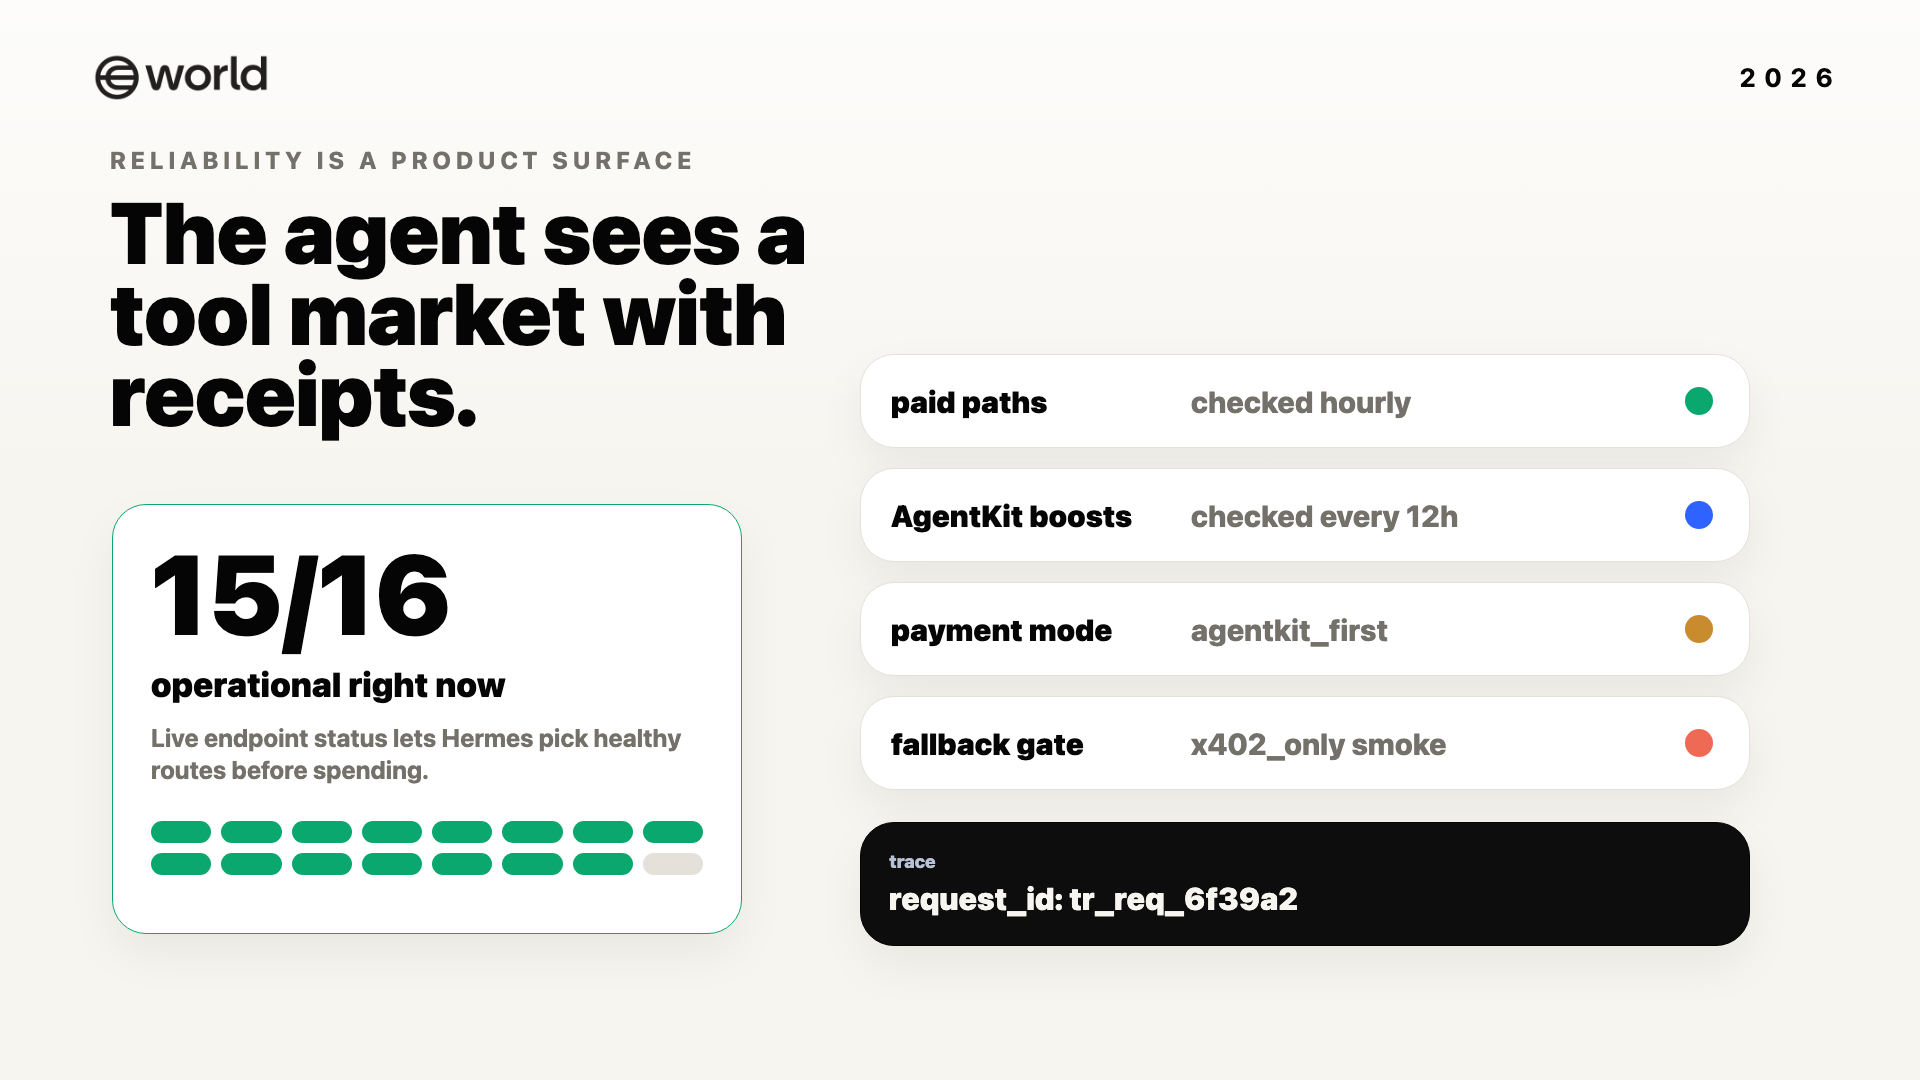 world
2026
RELIABILITY IS A PRODUCT SURFACE
The agent sees a
tool market with
receipts.
15/16
operational right now
Live endpoint status lets Hermes pick healthy
routes before spending.
paid paths checked hourly
AgentKit boosts checked every 12h
payment mode agentkit_first
fallback gate x402_only smoke
trace
request_id: tr_req_6f39a2